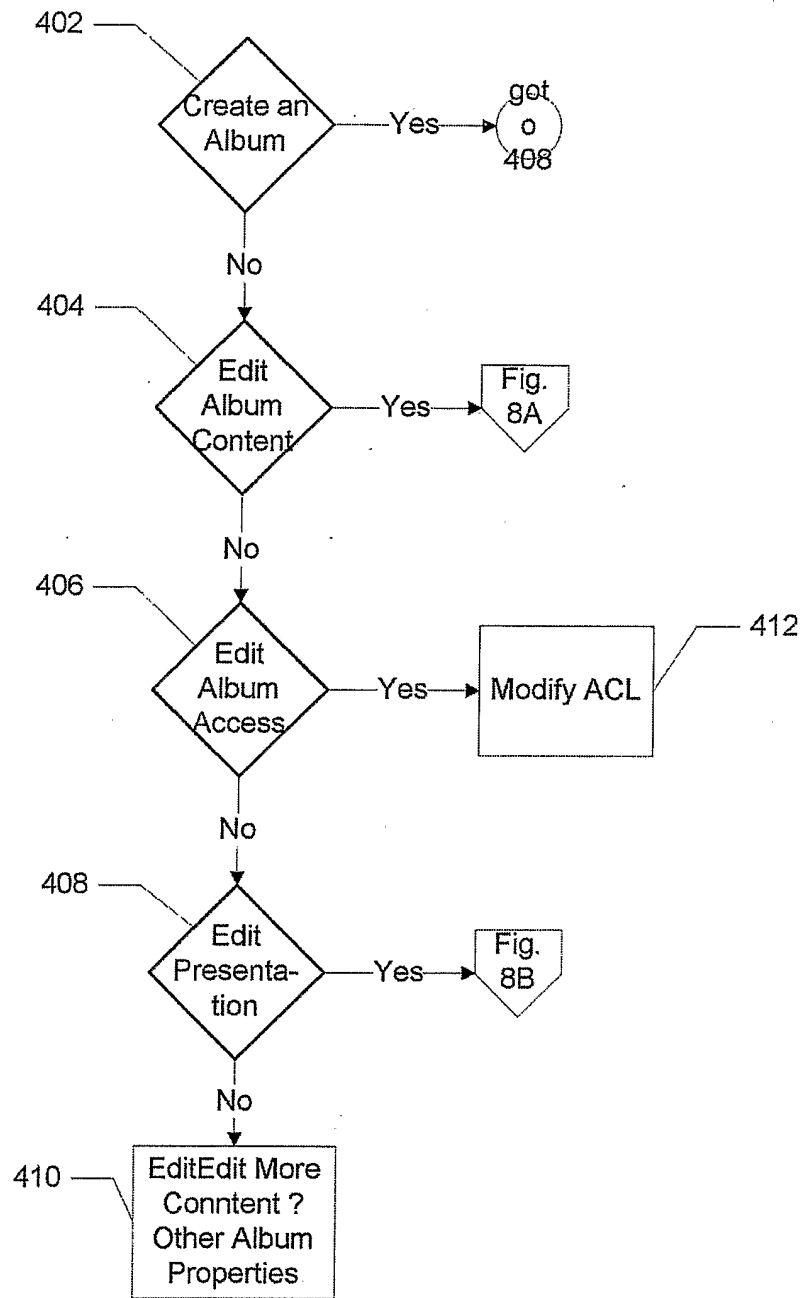 402
Create an
Album
Yes
got
o
408
No
404
Edit
Album
Content
Yes
Fig.
8A
No
406
Edit
Album
Access
Yes
Modify ACL
412
No
408
Edit
Presenta-
tion
Yes
Fig.
8B
No
410
EditEdit More
Conntent ?
Other Album
Properties